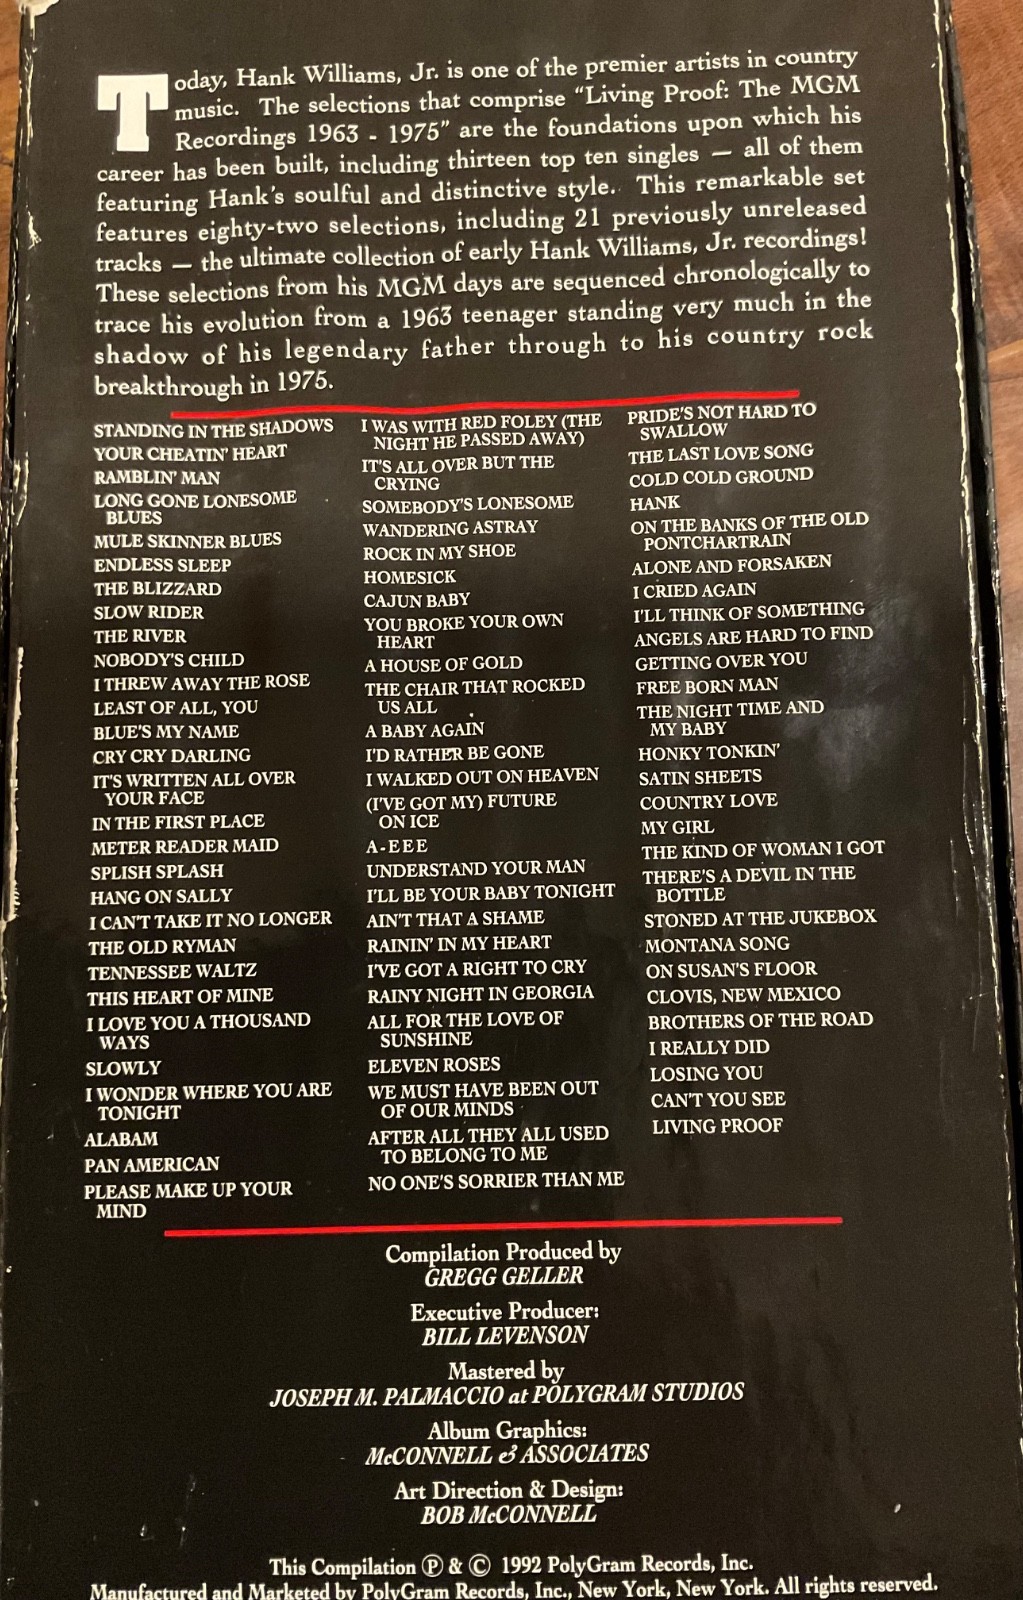 Today, Hank Williams, Jr. is one of the premier artists in country
music. The selections that comprise "Living Proof: The MGM
Recordings 1963 - 1975" are the foundations upon which his
career has been built, including thirteen top ten singles — all of them
featuring Hank's soulful and distinctive style. This remarkable set
features eighty-two selections, including 21 previously unreleased
tracks — the ultimate collection of early Hank Williams, Jr. recordings!
These selections from his MGM days are sequenced chronologically to
trace his evolution from a 1963 teenager standing very much in the
shadow of his legendary father through to his country rock
breakthrough in 1975.
STANDING IN THE SHADOWS
YOUR CHEATIN' HEART
RAMBLIN' MAN
LONG GONE LONESOME
BLUES
MULE SKINNER BLUES
ENDLESS SLEEP
THE BLIZZARD
SLOW RIDER
THE RIVER
NOBODY'S CHILD
I THREW AWAY THE ROSE
LEAST OF ALL, YOU
BLUE'S MY NAME
CRY CRY DARLING
IT'S WRITTEN ALL OVER
YOUR FACE
IN THE FIRST PLACE
METER READER MAID
SPLISH SPLASH
HANG ON SALLY
I CAN'T TAKE IT NO LONGER
THE OLD RYMAN
TENNESSEE WALTZ
THIS HEART OF MINE
I LOVE YOU A THOUSAND
WAYS
SLOWLY
I WONDER WHERE YOU ARE
TONIGHT
ALABAM
PAN AMERICAN
PLEASE MAKE UP YOUR
MIND
I WAS WITH RED FOLEY (THE
NIGHT HE PASSED AWAY)
IT'S ALL OVER BUT THE
CRYING
SOMEBODY'S LONESOME
WANDERING ASTRAY
ROCK IN MY SHOE
HOMESICK
CAJUN BABY
YOU BROKE YOUR OWN
HEART
A HOUSE OF GOLD
THE CHAIR THAT ROCKED
US ALL
A BABY AGAIN
I'D RATHER BE GONE
I WALKED OUT ON HEAVEN
(I'VE GOT MY) FUTURE
ON ICE
A-EEE
UNDERSTAND YOUR MAN
I'LL BE YOUR BABY TONIGHT
AIN'T THAT A SHAME
RAININ' IN MY HEART
I'VE GOT A RIGHT TO CRY
RAINY NIGHT IN GEORGIA
ALL FOR THE LOVE OF
SUNSHINE
ELEVEN ROSES
WE MUST HAVE BEEN OUT
OF OUR MINDS
AFTER ALL THEY ALL USED
TO BELONG TO ME
NO ONE'S SORRIER THAN ME
PRIDE'S NOT HARD TO
SWALLOW
THE LAST LOVE SONG
COLD COLD GROUND
HANK
ON THE BANKS OF THE OLD
PONTCHARTRAIN
ALONE AND FORSAKEN
I CRIED AGAIN
I'LL THINK OF SOMETHING
ANGELS ARE HARD TO FIND
GETTING OVER YOU
FREE BORN MAN
THE NIGHT TIME AND
MY BABY
HONKY TONKIN'
SATIN SHEETS
COUNTRY LOVE
MY GIRL
THE KIND OF WOMAN I GOT
THERE'S A DEVIL IN THE
BOTTLE
STONED AT THE JUKEBOX
MONTANA SONG
ON SUSAN'S FLOOR
CLOVIS, NEW MEXICO
BROTHERS OF THE ROAD
I REALLY DID
LOSING YOU
CAN'T YOU SEE
LIVING PROOF
Compilation Produced by
GREGG GELLER
Executive Producer:
BILL LEVENSON
Mastered by
JOSEPH M. PALMACCIO at POLYGRAM STUDIOS
Album Graphics:
McCONNELL & ASSOCIATES
Art Direction & Design:
BOB McCONNELL
This Compilation ℗ & © 1992 PolyGram Records, Inc.
Manufactured and Marketed by PolyGram Records, Inc., New York, New York. All rights reserved.